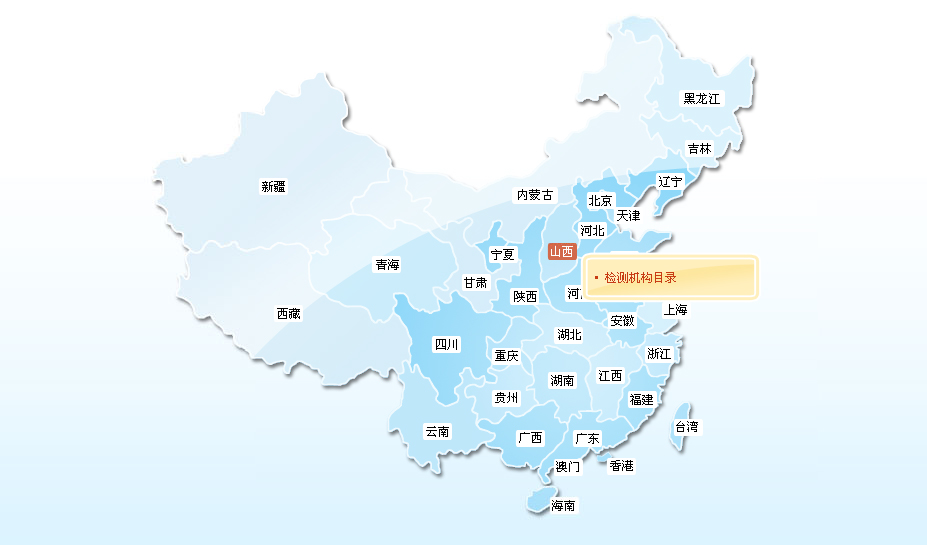 黑龙江
吉林
新疆
辽宁
内蒙古
北京
天津
河北
山西
宁夏
青海
• 检测机构目录
甘肃
陕西
河
上海
西藏
安徽
湖北
四川
浙江
重庆
湖南
江西
贵州
福建
台湾
云南
广西
广东
澳门
香港
海南